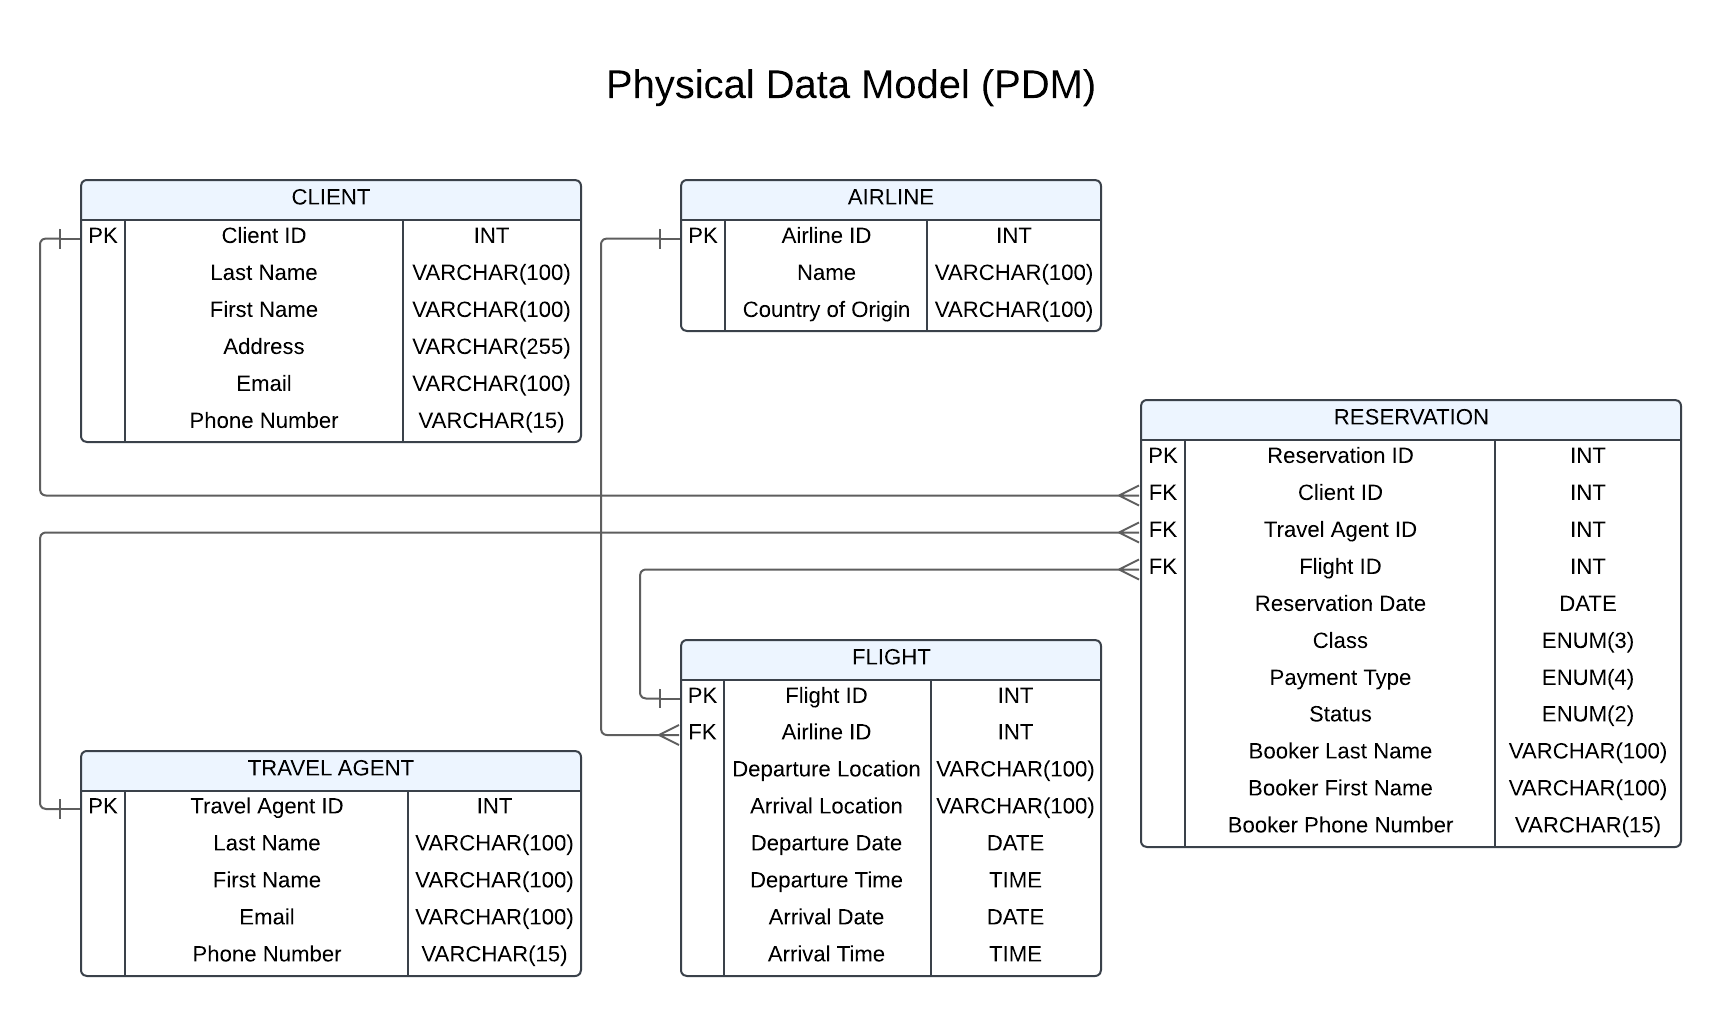 Physical Data Model (PDM)
CLIENT
PK Client ID INT
Last Name VARCHAR(100)
First Name VARCHAR(100)
Address VARCHAR(255)
Email VARCHAR(100)
Phone Number VARCHAR(15)
AIRLINE
PK Airline ID INT
Name VARCHAR(100)
Country of Origin VARCHAR(100)
RESERVATION
PK Reservation ID INT
FK Client ID INT
FK Travel Agent ID INT
FK Flight ID INT
Reservation Date DATE
Class ENUM(3)
Payment Type ENUM(4)
Status ENUM(2)
Booker Last Name VARCHAR(100)
Booker First Name VARCHAR(100)
Booker Phone Number VARCHAR(15)
FLIGHT
PK Flight ID INT
FK Airline ID INT
Departure Location VARCHAR(100)
Arrival Location VARCHAR(100)
Departure Date DATE
Departure Time TIME
Arrival Date DATE
Arrival Time TIME
TRAVEL AGENT
PK Travel Agent ID INT
Last Name VARCHAR(100)
First Name VARCHAR(100)
Email VARCHAR(100)
Phone Number VARCHAR(15)